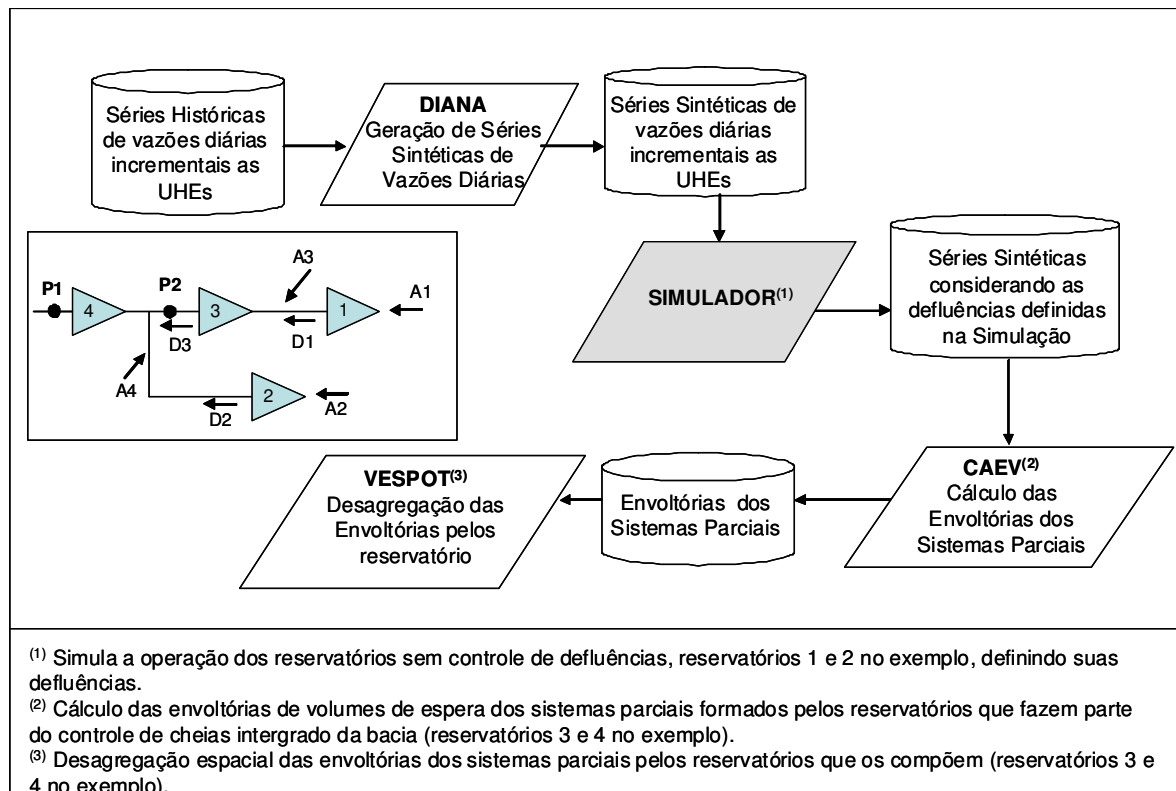 Séries Históricas
de vazões diárias
incrementais as
UHEs
DIANA
Geração de Séries
Sintéticas de
Vazões Diárias
Séries Sintéticas de
vazões diárias
incrementais as
UHEs
SIMULADOR(1)
Séries Sintéticas
considerando as
defluências definidas
na Simulação
P1
4
P2
3
A3
1
A1
D3
D1
A4
2
D2
A2
VESPOT(3)
Desagregação das
Envoltórias pelos
reservatório
Envoltórias dos
Sistemas Parciais
CAEV(2)
Cálculo das
Envoltórias dos
Sistemas Parciais
(1) Simula a operação dos reservatórios sem controle de defluências, reservatórios 1 e 2 no exemplo, definindo suas
defluências.
(2) Cálculo das envoltórias de volumes de espera dos sistemas parciais formados pelos reservatórios que fazem parte
do controle de cheias intergrado da bacia (reservatórios 3 e 4 no exemplo).
(3) Desagregação espacial das envoltórias dos sistemas parciais pelos reservatórios que os compõem (reservatórios 3 e
4 no exemplo).